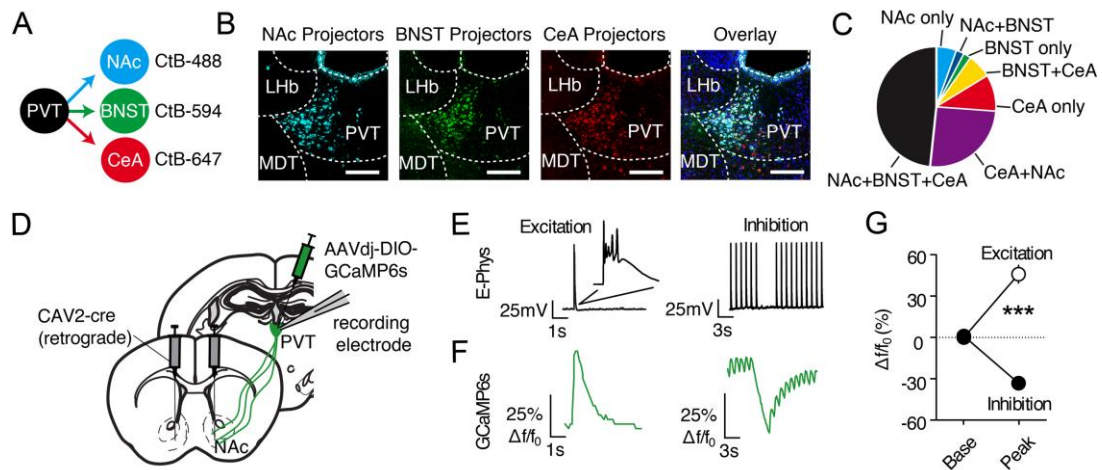 A
PVT
NAc
CtB-488
BNST
CtB-594
CeA
CtB-647
B
NAc Projectors
BNST Projectors
CeA Projectors
Overlay
LHb
PVT
MDT
LHb
PVT
MDT
LHb
PVT
MDT
LHb
PVT
MDT
C
NAc only
NAc+BNST
BNST only
BNST+CeA
CeA only
CeA+NAc
NAc+BNST+CeA
D
AAVdj-DIO-
GCaMP6s
CAV2-cre
(retrograde)
PVT
recording
electrode
NAc
E
E-Phys
Excitation
25mV
1s
Inhibition
25mV
3s
F
GCaMP6s
25%
Δf/f0
1s
25%
Δf/f0
3s
G
Δf/f0 (%)
60
30
0
-30
-60
Excitation
***
Inhibition
Base
Peak